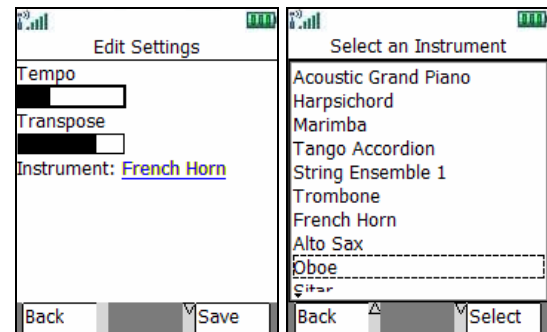 Edit Settings
Tempo
Transpose
Instrument: French Horn
Back Save
Select an Instrument
Acoustic Grand Piano
Harpsichord
Marimba
Tango Accordion
String Ensemble 1
Trombone
French Horn
Alto Sax
Oboe
Sitar
Back Select